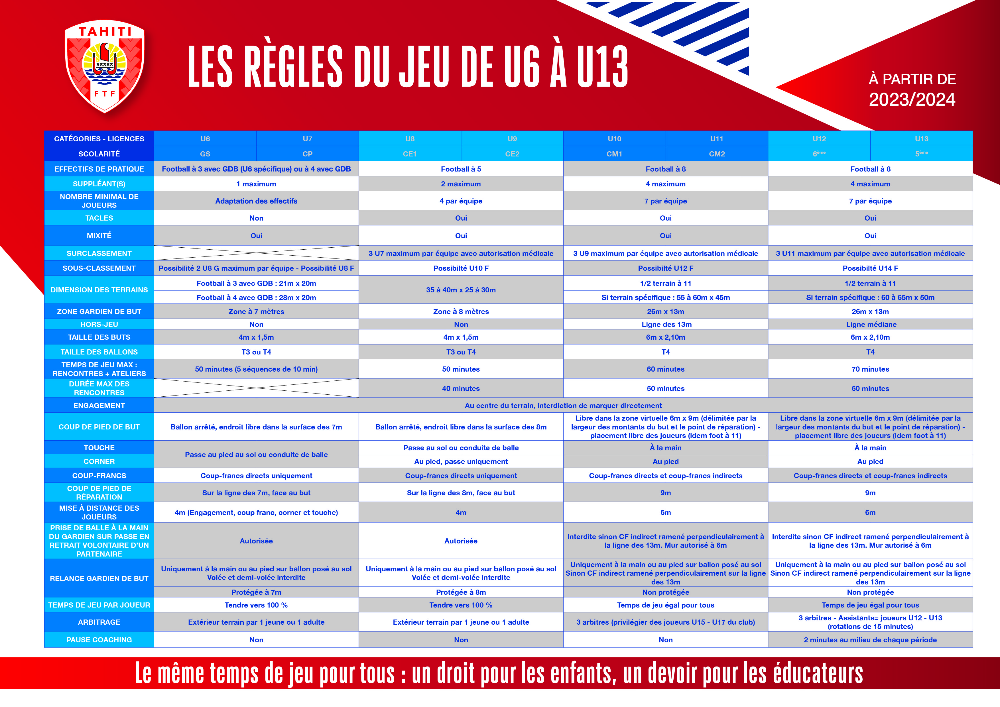 TAHITI
FTF
LES RÈGLES DU JEU DE U6 À U13
À PARTIR DE
2023/2024
CATÉGORIES - LICENCES U6 U7 U8 U9 U10 U11 U12 U13
SCOLARITÉ GS CP CE1 CE2 CM1 CM2 6ème 5ème
EFFECTIFS DE PRATIQUE Football à 3 avec GDB (U6 spécifique) ou à 4 avec GDB Football à 5 Football à 8 Football à 8
SUPPLÉANT(S) 1 maximum 2 maximum 4 maximum 4 maximum
NOMBRE MINIMAL DE
JOUEURS
Adaptation des effectifs 4 par équipe 7 par équipe 7 par équipe
TACLES Non Oui Oui Oui
MIXITÉ Oui Oui Oui Oui
SURCLASSEMENT 3 U7 maximum par équipe avec autorisation médicale 3 U9 maximum par équipe avec autorisation médicale 3 U11 maximum par équipe avec autorisation médicale
SOUS-CLASSEMENT Possibilité 2 U8 G maximum par équipe - Possibilité U8 F Possibilté U10 F Possibilté U12 F Possibilté U14 F
DIMENSION DES TERRAINS
Football à 3 avec GDB : 21m x 20m
Football à 4 avec GDB : 28m x 20m
35 à 40m x 25 à 30m
1/2 terrain à 11
Si terrain spécifique : 55 à 60m x 45m
1/2 terrain à 11
Si terrain spécifique : 60 à 65m x 50m
ZONE GARDIEN DE BUT Zone à 7 mètres Zone à 8 mètres 26m x 13m 26m x 13m
HORS-JEU Non Non Ligne des 13m Ligne médiane
TAILLE DES BUTS 4m x 1,5m 4m x 1,5m 6m x 2,10m 6m x 2,10m
TAILLE DES BALLONS T3 ou T4 T3 ou T4 T4 T4
TEMPS DE JEU MAX :
RENCONTRES + ATELIERS
50 minutes (5 séquences de 10 min) 50 minutes 60 minutes 70 minutes
DURÉE MAX DES
RENCONTRES
40 minutes 50 minutes 60 minutes
ENGAGEMENT Au centre du terrain, interdiction de marquer directement
COUP DE PIED DE BUT Ballon arrêté, endroit libre dans la surface des 7m Ballon arrêté, endroit libre dans la surface des 8m
Libre dans la zone virtuelle 6m x 9m (délimitée par la
largeur des montants du but et le point de réparation) -
placement libre des joueurs (idem foot à 11)
Libre dans la zone virtuelle 6m x 9m (délimitée par la
largeur des montants du but et le point de réparation) -
placement libre des joueurs (idem foot à 11)
TOUCHE
CORNER
Passe au pied au sol ou conduite de balle
Passe au sol ou conduite de balle À la main À la main
Au pied, passe uniquement Au pied Au pied
COUP-FRANCS Coup-francs directs uniquement Coup-francs directs uniquement Coup-francs directs et coup-francs indirects Coup-francs directs et coup-francs indirects
COUP DE PIED DE
RÉPARATION
Sur la ligne des 7m, face au but Sur la ligne des 8m, face au but 9m 9m
MISE À DISTANCE DES
JOUEURS
4m (Engagement, coup franc, corner et touche) 4m 6m 6m
PRISE DE BALLE À LA MAIN
DU GARDIEN SUR PASSE EN
RETRAIT VOLONTAIRE D'UN
PARTENAIRE
Autorisée Autorisée
Interdite sinon CF indirect ramené perpendiculairement à
la ligne des 13m. Mur autorisé à 6m
Interdite sinon CF indirect ramené perpendiculairement à
la ligne des 13m. Mur autorisé à 6m
RELANCE GARDIEN DE BUT
Uniquement à la main ou au pied sur ballon posé au sol
Volée et demi-volée interdite
Uniquement à la main ou au pied sur ballon posé au sol
Volée et demi-volée interdite
Uniquement à la main ou au pied sur ballon posé au sol
Sinon CF indirect ramené perpendiculairement sur la ligne
des 13m
Uniquement à la main ou au pied sur ballon posé au sol
Sinon CF indirect ramené perpendiculairement sur la ligne
des 13m
Protégée à 7m Protégée à 8m Non protégée Non protégée
TEMPS DE JEU PAR JOUEUR Tendre vers 100 % Tendre vers 100 % Temps de jeu égal pour tous Temps de jeu égal pour tous
ARBITRAGE Extérieur terrain par 1 jeune ou 1 adulte Extérieur terrain par 1 jeune ou 1 adulte 3 arbitres (privilégier des joueurs U15 - U17 du club)
3 arbitres - Assistants= joueurs U12 - U13
(rotations de 15 minutes)
PAUSE COACHING Non Non Non 2 minutes au milieu de chaque période
Le même temps de jeu pour tous : un droit pour les enfants, un devoir pour les éducateurs